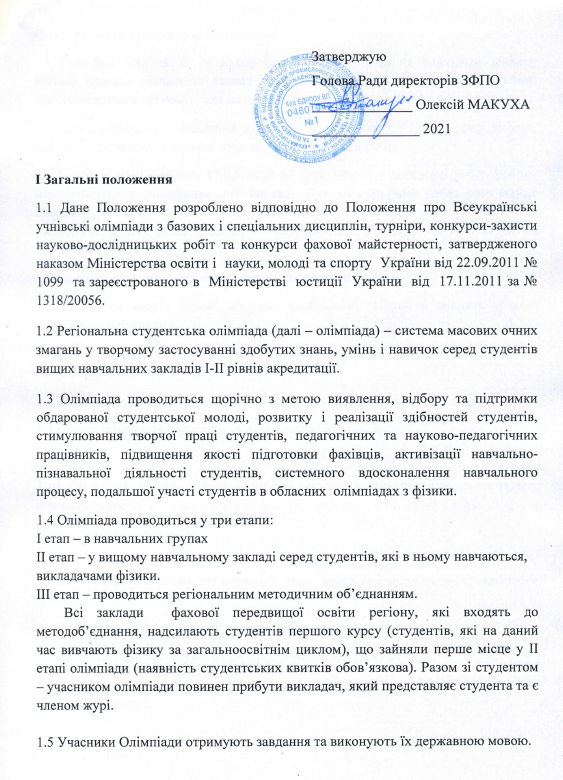 Затверджую
Голова Ради директорів ЗФПО
Олексій МАКУХА
2021
Код ЄДРПОУ ВП
№1
І Загальні положення
1.1 Дане Положення розроблено відповідно до Положення про Всеукраїнські
учнівські олімпіади з базових і спеціальних дисциплін, турніри, конкурси-захисти
науково-дослідницьких робіт та конкурси фахової майстерності, затвердженого
наказом Міністерства освіти і науки, молоді та спорту України від 22.09.2011 №
1099 та зареєстрованого в Міністерстві юстиції України від 17.11.2011 за №
1318/20056.
1.2 Регіональна студентська олімпіада (далі – олімпіада) – система масових очних
змагань у творчому застосуванні здобутих знань, умінь і навичок серед студентів
вищих навчальних закладів І-ІІ рівнів акредитації.
1.3 Олімпіада проводиться щорічно з метою виявлення, відбору та підтримки
обдарованої студентської молоді, розвитку і реалізації здібностей студентів,
стимулювання творчої праці студентів, педагогічних та науково-педагогічних
працівників, підвищення якості підготовки фахівців, активізації навчально-
пізнавальної діяльності студентів, системного вдосконалення навчального
процесу, подальшої участі студентів в обласних олімпіадах з фізики.
1.4 Олімпіада проводиться у три етапи:
І етап – в навчальних групах
ІІ етап – у вищому навчальному закладі серед студентів, які в ньому навчаються,
викладачами фізики.
ІІІ етап – проводиться регіональним методичним об’єднанням.
Всі заклади фахової передвищої освіти регіону, які входять до
методоб’єднання, надсилають студентів першого курсу (студентів, які на даний
час вивчають фізику за загальноосвітнім циклом), що зайняли перше місце у ІІ
етапі олімпіади (наявність студентських квитків обов’язкова). Разом зі студентом
– учасником олімпіади повинен прибути викладач, який представляє студента та є
членом журі.
1.5 Учасники Олімпіади отримують завдання та виконують їх державною мовою.